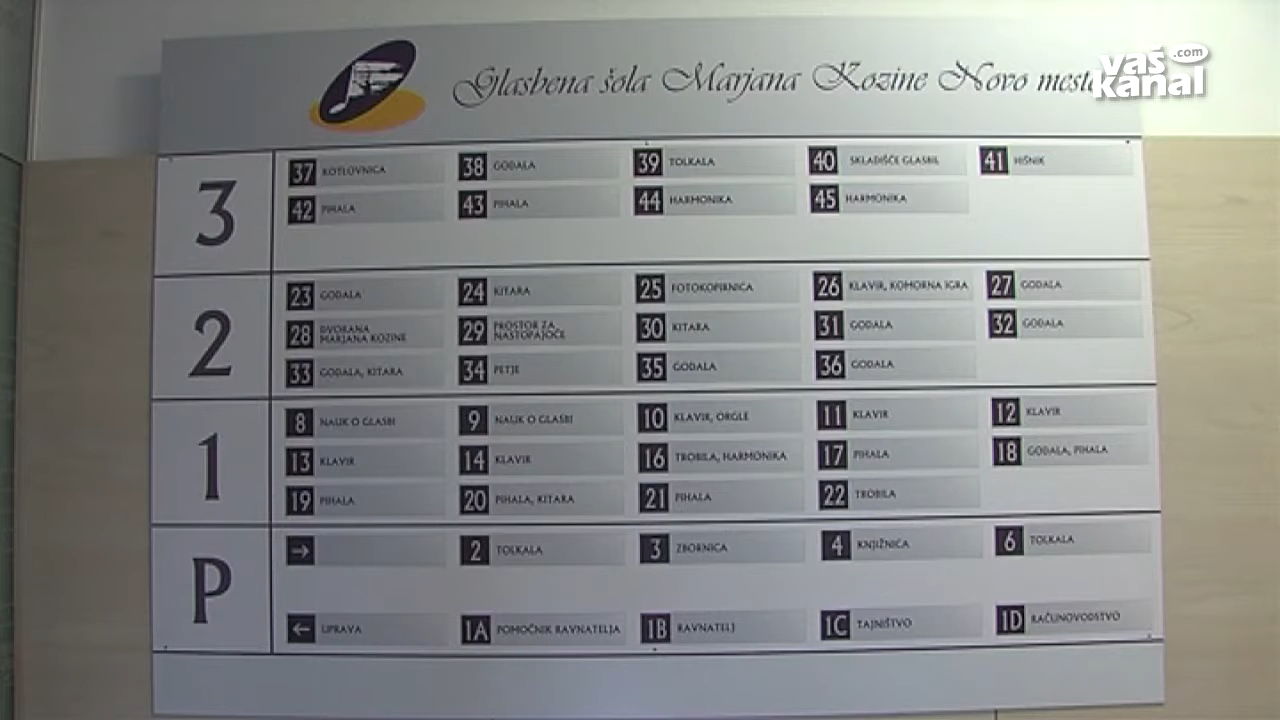 Glasbena šola Marjana Kozine Novo mesto
vaš kanal .com
3
37 KOTLOVNICA 38 GODALA 39 TOLKALA 40 SKLADIŠČE GLASBIL 41 HIŠNIK
42 PIHALA 43 PIHALA 44 HARMONIKA 45 HARMONIKA
2
23 GODALA 24 KITARA 25 FOTOKOPIRNICA 26 KLAVIR, KOMORNA IGRA 27 GODALA
28 DVORANA MARJANA KOZINE 29 PROSTOR ZA NASTOPAJOČE 30 KITARA 31 GODALA 32 GODALA
33 GODALA, KITARA 34 PETJE 35 GODALA 36 GODALA
1
8 NAUK O GLASBI 9 NAUK O GLASBI 10 KLAVIR, ORGLE 11 KLAVIR 12 KLAVIR
13 KLAVIR 14 KLAVIR 16 TROBILA, HARMONIKA 17 PIHALA 18 GODALA, PIHALA
19 PIHALA 20 PIHALA, KITARA 21 PIHALA 22 TROBILA
P
→ 2 TOLKALA 3 ZBORNICA 4 KNJIŽNICA 6 TOLKALA
← UPRAVA 1A POMOČNIK RAVNATELJA 1B RAVNATELJ 1C TAJNIŠTVO 1D RAČUNOVODSTVO